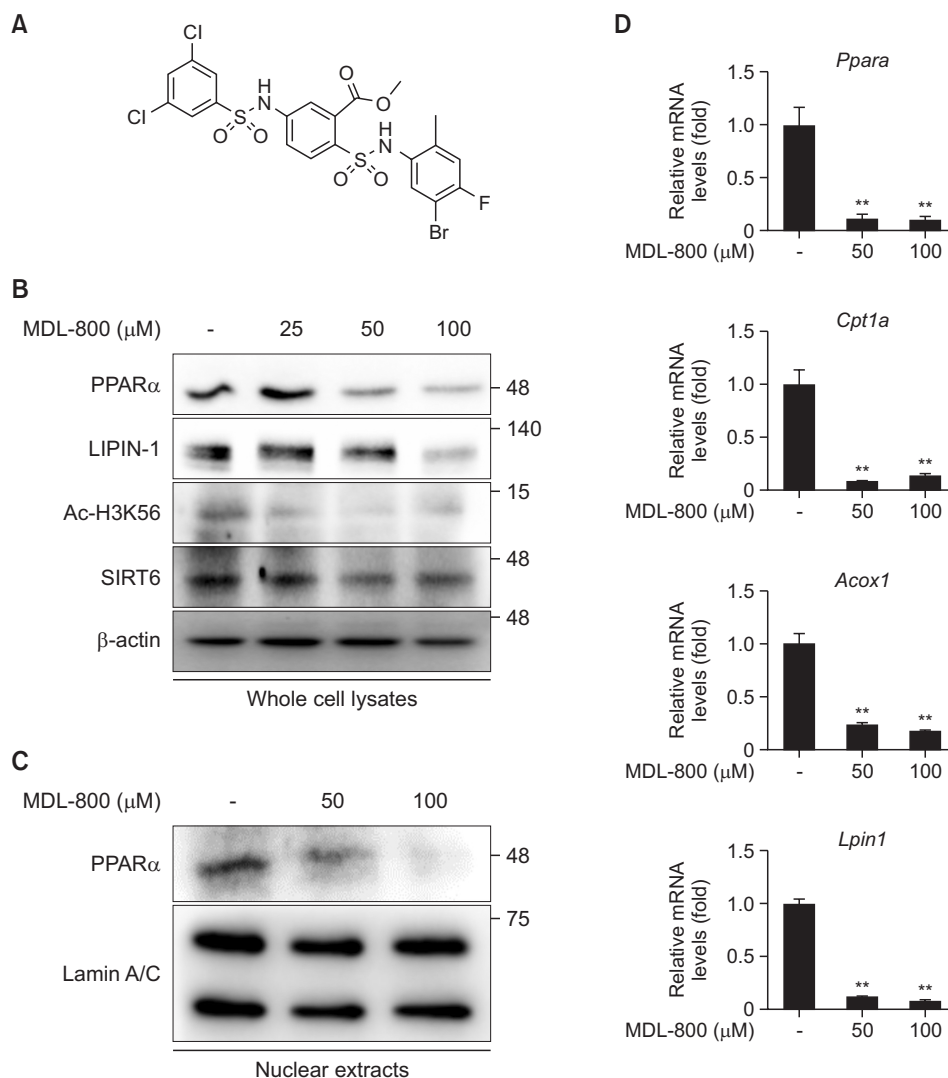 A
Cl
Cl
H
N
S
O
O
O
O
H
N
S
O
O
F
Br
B
MDL-800 (μM) - 25 50 100
PPARα 48
LIPIN-1 140
Ac-H3K56 15
SIRT6 48
β-actin 48
Whole cell lysates
C
MDL-800 (μM) - 50 100
PPARα 48
Lamin A/C 75
Nuclear extracts
D
Ppara
Relative mRNA
levels (fold)
1.5
1.0
0.5
0
** **
MDL-800 (μM) - 50 100
Cpt1a
Relative mRNA
levels (fold)
1.5
1.0
0.5
0
** **
MDL-800 (μM) - 50 100
Acox1
Relative mRNA
levels (fold)
1.5
1.0
0.5
0
** **
MDL-800 (μM) - 50 100
Lpin1
Relative mRNA
levels (fold)
1.5
1.0
0.5
0
** **
MDL-800 (μM) - 50 100